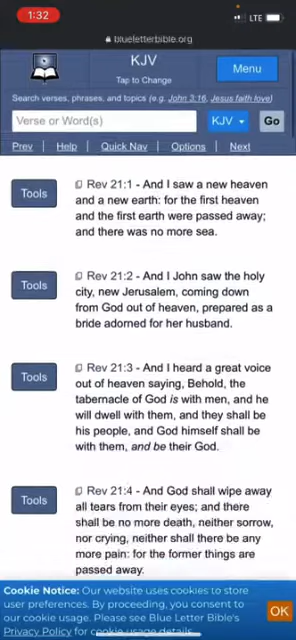 1:32
LTE
blueletterbible.org
KJV
Tap to Change
Menu
Search verses, phrases, and topics (e.g. John 3:16, Jesus faith love)
Verse or Word(s)
KJV
Go
Prev
Help
Quick Nav
Options
Next
Tools
Rev 21:1 - And I saw a new heaven
and a new earth: for the first heaven
and the first earth were passed away;
and there was no more sea.
Tools
Rev 21:2 - And I John saw the holy
city, new Jerusalem, coming down
from God out of heaven, prepared as a
bride adorned for her husband.
Tools
Rev 21:3 - And I heard a great voice
out of heaven saying, Behold, the
tabernacle of God is with men, and he
will dwell with them, and they shall be
his people, and God himself shall be
with them, and be their God.
Tools
Rev 21:4 - And God shall wipe away
all tears from their eyes; and there
shall be no more death, neither sorrow,
nor crying, neither shall there be any
more pain: for the former things are
passed away.
Cookie Notice: Our website uses cookies to store
user preferences. By proceeding, you consent to
our cookie usage. Please see Blue Letter Bible's
Privacy Policy for cookie usage details.
OK